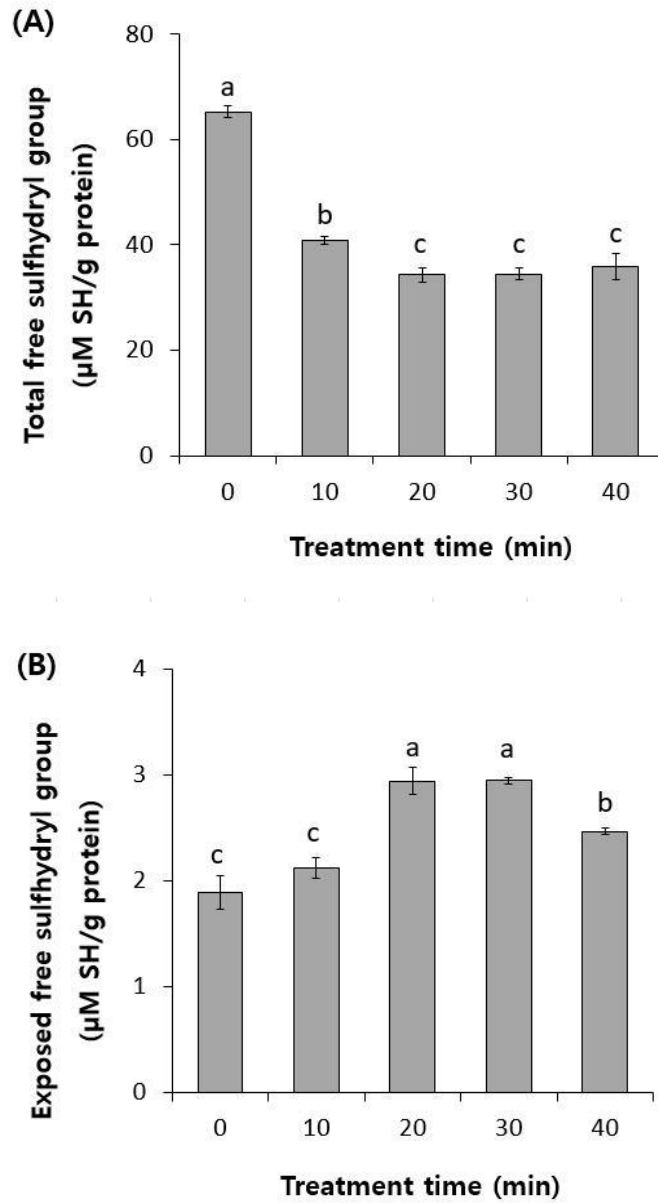 (A)
Total free sulfhydryl group
(µM SH/g protein)
80
60
40
20
0
a
b
c
c
c
0 10 20 30 40
Treatment time (min)
(B)
Exposed free sulfhydryl group
(µM SH/g protein)
4
3
2
1
0
c
c
a
a
b
0 10 20 30 40
Treatment time (min)